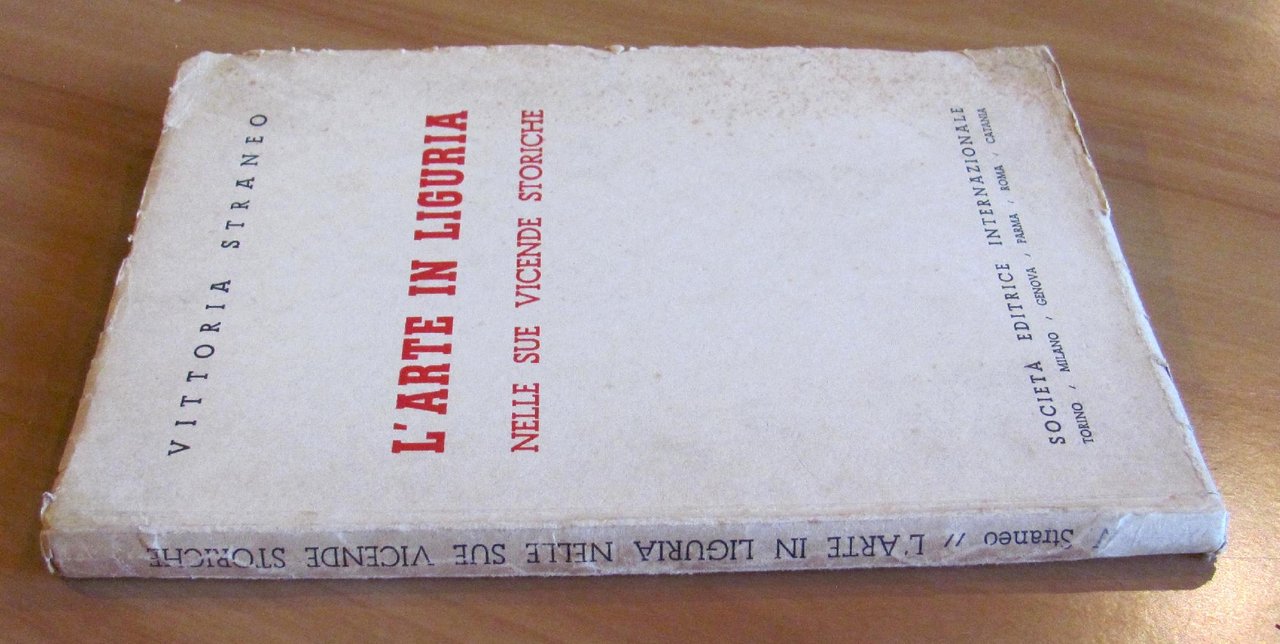 VITTORIA STRANEO
L'ARTE IN LIGURIA
NELLE SUE VICENDE STORICHE
SOCIETÀ EDITRICE INTERNAZIONALE
TORINO / MILANO / GENOVA / PARMA / ROMA / CATANIA
Straneo // L'ARTE IN LIGURIA NELLE SUE VICENDE STORICHE